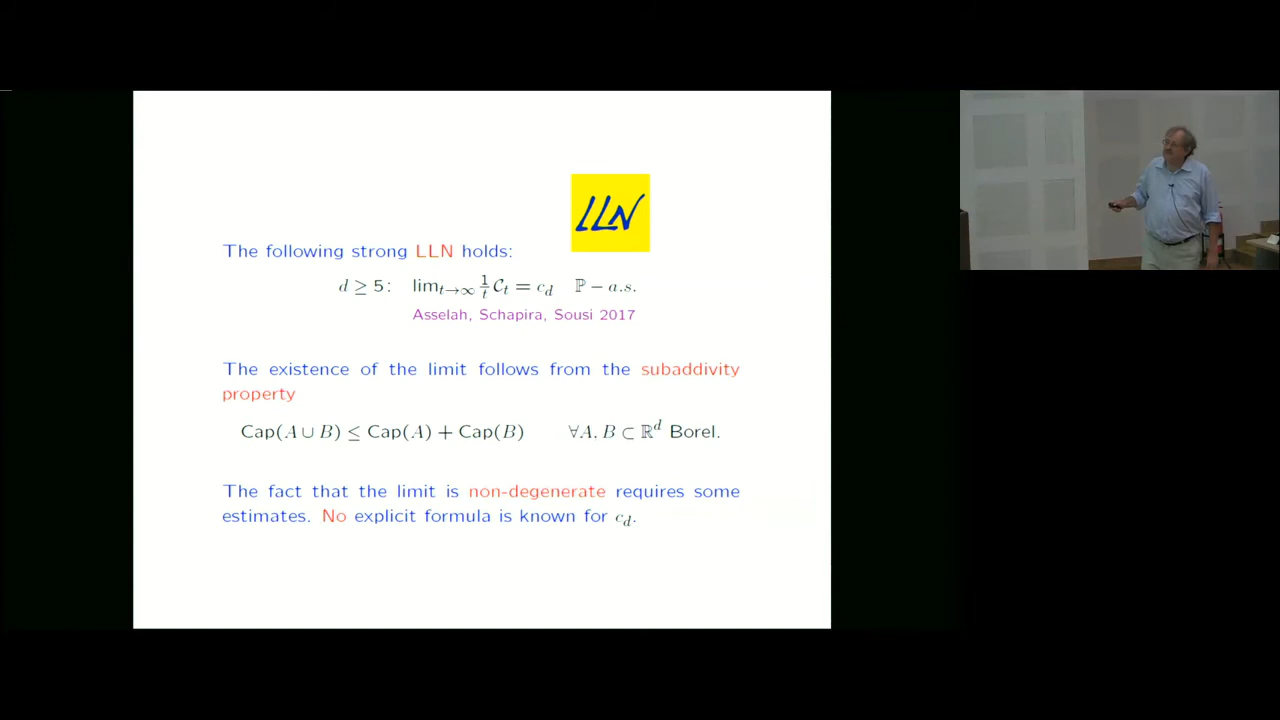 LLN
The following strong LLN holds:
d ≥ 5: lim_{t→∞} \frac{1}{t} 𝒞_t = c_d ℙ − a.s.
Asselah, Schapira, Sousi 2017
The existence of the limit follows from the subaddivity
property
Cap(A ∪ B) ≤ Cap(A) + Cap(B) ∀A, B ⊂ ℝ^d Borel.
The fact that the limit is non-degenerate requires some
estimates. No explicit formula is known for c_d.